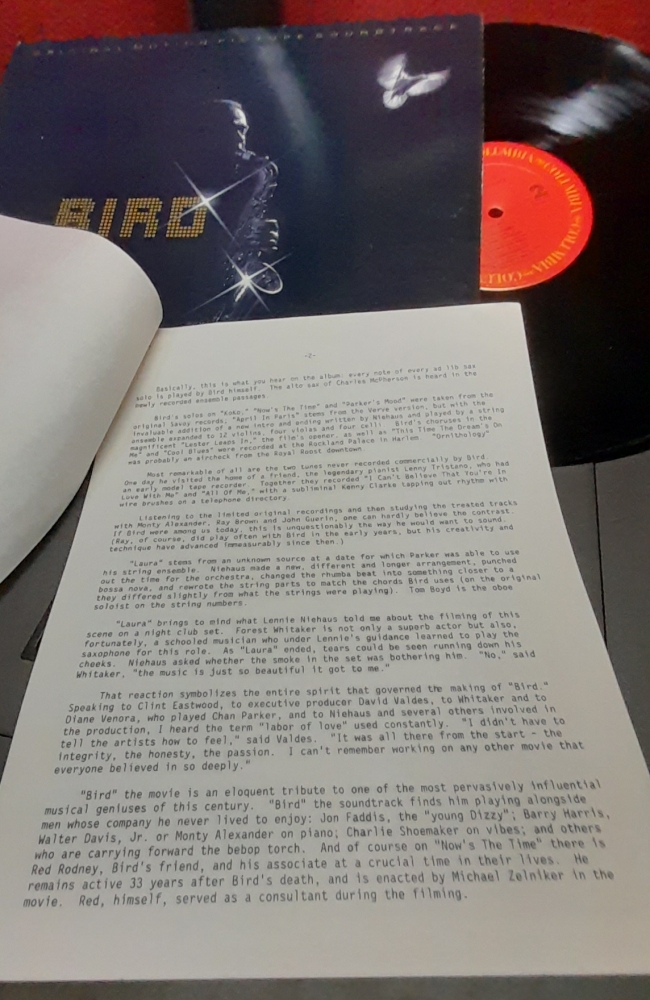 ORIGINAL MOTION PICTURE SOUNDTRACK
BIRD
COLUMBIA
-2-
Basically, this is what you hear on the album: every note of every ad lib sax
solo is played by Bird himself. The alto sax of Charles McPherson is heard in the
newly recorded ensemble passages.
Bird's solos on "Koko," "Now's The Time" and "Parker's Mood" were taken from the
original Savoy records, "April In Paris" stems from the Verve version, but with the
invaluable addition of a new intro and ending written by Niehaus and played by a string
ensemble expanded to 12 violins, four violas and four celli. Bird's choruses in the
magnificent "Lester Leaps In," the film's opener, as well as "This Time The Dream's On
Me" and "Cool Blues" were recorded at the Rockland Palace in Harlem. "Ornithology"
was probably an aircheck from the Royal Roost downtown.
Most remarkable of all are the two tunes never recorded commercially by Bird.
One day he visited the home of a friend, the legendary pianist Lenny Tristano, who had
an early model tape recorder. Together they recorded "I Can't Believe That You're In
Love With Me" and "All Of Me," with a subliminal Kenny Clarke tapping out rhythm with
wire brushes on a telephone directory.
Listening to the limited original recordings and then studying the treated tracks
with Monty Alexander, Ray Brown and John Guerin, one can hardly believe the contrast.
If Bird were among us today, this is unquestionably the way he would want to sound.
(Ray, of course, did play often with Bird in the early years, but his creativity and
technique have advanced immeasurably since then.)
"Laura" stems from an unknown source at a date for which Parker was able to use
his string ensemble. Niehaus made a new, different and longer arrangement, punched
out the time for the orchestra, changed the rhumba beat into something closer to a
bossa nova, and rewrote the string parts to match the chords Bird uses (on the original
they differed slightly from what the strings were playing). Tom Boyd is the oboe
soloist on the string numbers.
"Laura" brings to mind what Lennie Niehaus told me about the filming of this
scene on a night club set. Forest Whitaker is not only a superb actor but also,
fortunately, a schooled musician who under Lennie's guidance learned to play the
saxophone for this role. As "Laura" ended, tears could be seen running down his
cheeks. Niehaus asked whether the smoke in the set was bothering him. "No," said
Whitaker, "the music is just so beautiful it got to me."
That reaction symbolizes the entire spirit that governed the making of "Bird."
Speaking to Clint Eastwood, to executive producer David Valdes, to Whitaker and to
Diane Venora, who played Chan Parker, and to Niehaus and several others involved in
the production, I heard the term "labor of love" used constantly. "I didn't have to
tell the artists how to feel," said Valdes. "It was all there from the start - the
integrity, the honesty, the passion. I can't remember working on any other movie that
everyone believed in so deeply."
"Bird" the movie is an eloquent tribute to one of the most pervasively influential
musical geniuses of this century. "Bird" the soundtrack finds him playing alongside
men whose company he never lived to enjoy: Jon Faddis, the "young Dizzy"; Barry Harris,
Walter Davis, Jr. or Monty Alexander on piano; Charlie Shoemaker on vibes; and others
who are carrying forward the bebop torch. And of course on "Now's The Time" there is
Red Rodney, Bird's friend, and his associate at a crucial time in their lives. He
remains active 33 years after Bird's death, and is enacted by Michael Zelniker in the
movie. Red, himself, served as a consultant during the filming.